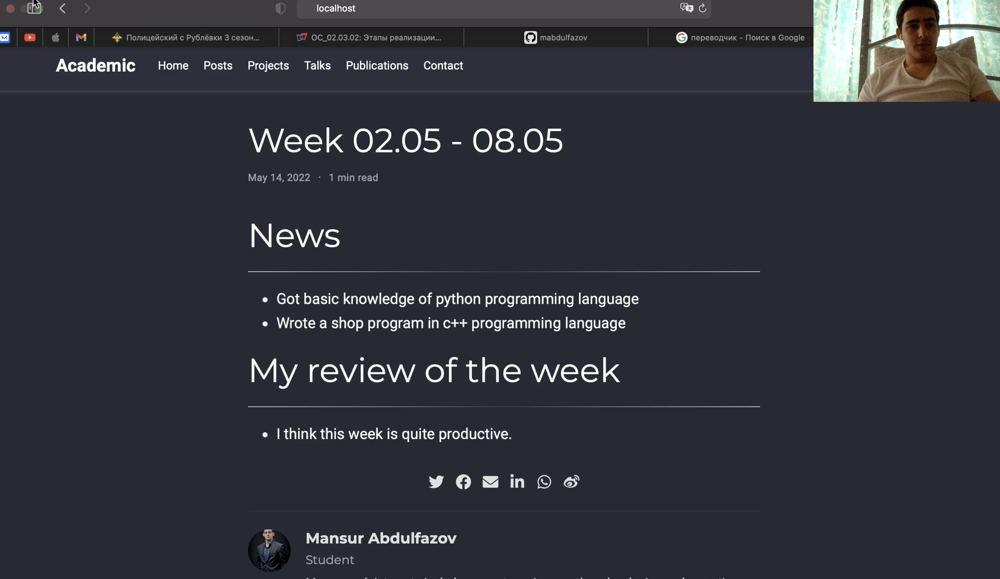 localhost
Полицейский с Рублёвки 3 сезон...
ОС_02.03.02: Этапы реализации...
mabdulfazov
переводчик - Поиск в Google
Academic
Home
Posts
Projects
Talks
Publications
Contact
Week 02.05 - 08.05
May 14, 2022 · 1 min read
News
Got basic knowledge of python programming language
Wrote a shop program in c++ programming language
My review of the week
I think this week is quite productive.
Mansur Abdulfazov
Student